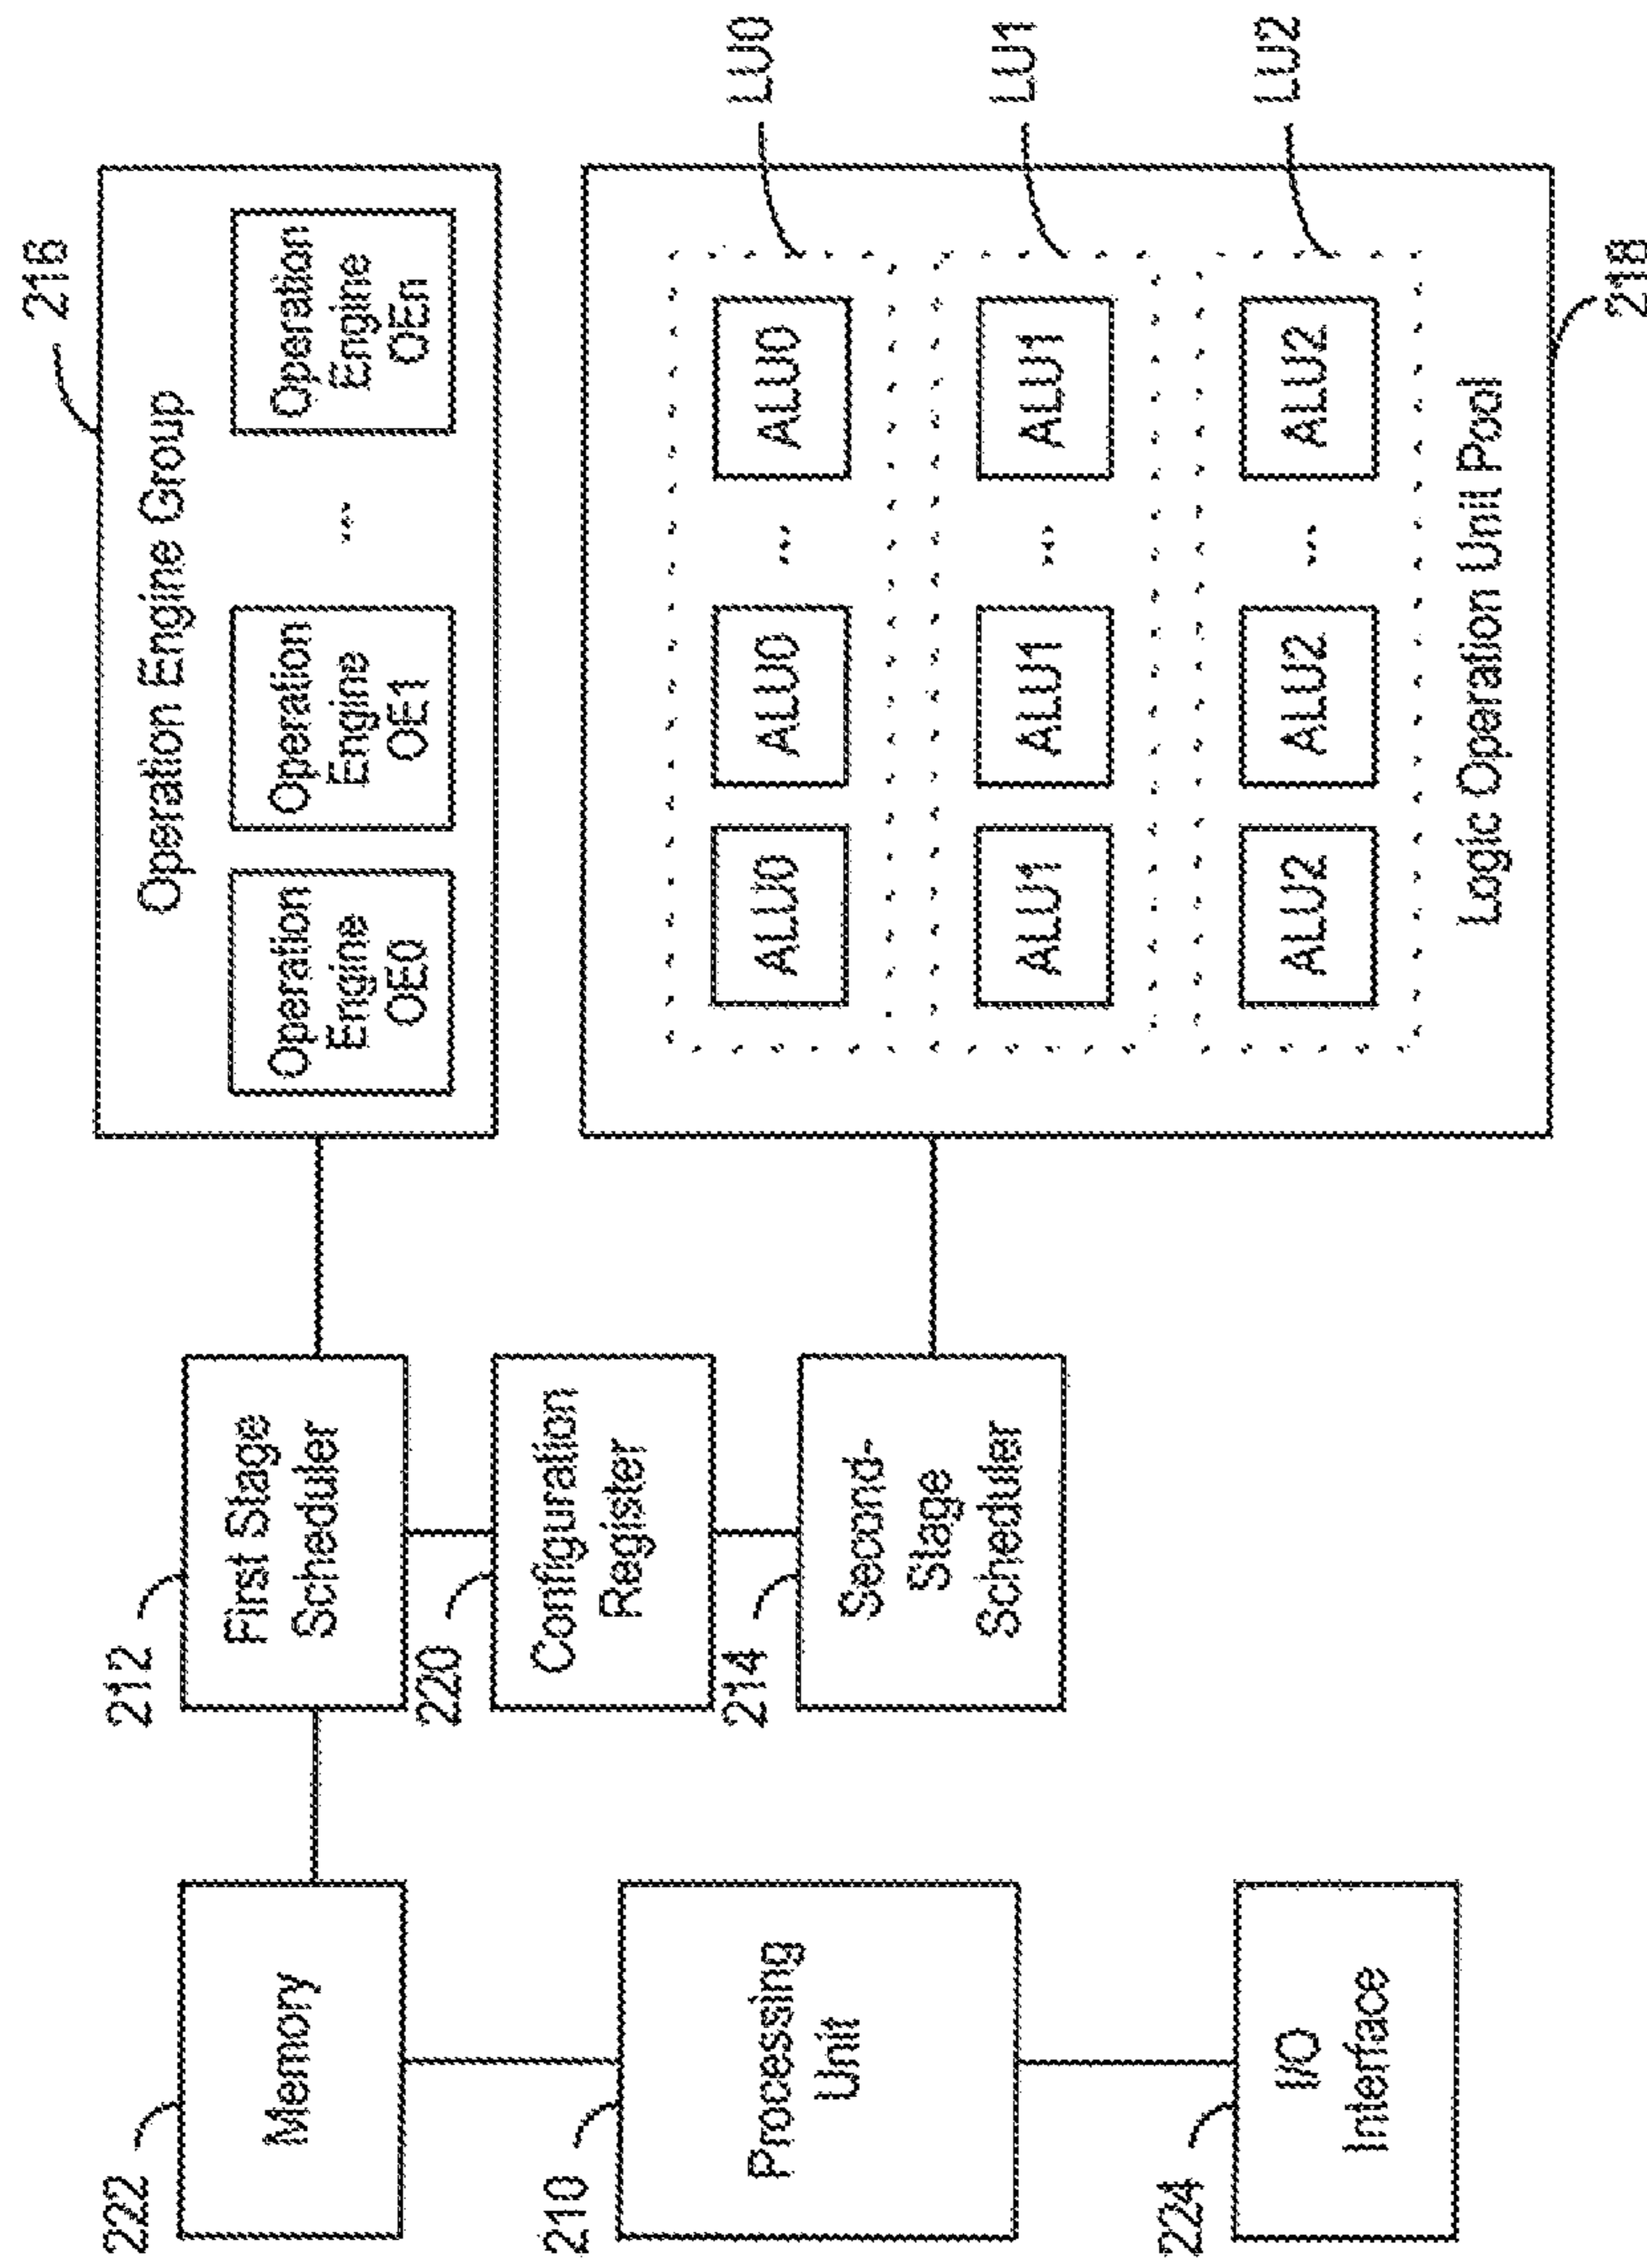 216
Operation Engine Group
Operation
Engine
OE0
Operation
Engine
OE1
...
Operation
Engine
OEn
222
Memory
212
First Stage
Scheduler
220
Configuration
Register
210
Processing
Unit
214
Second-
Stage
Scheduler
224
I/O
Interface
ALU0
ALU0
...
ALU0
LU0
ALU1
ALU1
...
ALU1
LU1
ALU2
ALU2
...
ALU2
LU2
Logic Operation Unit Pool
218